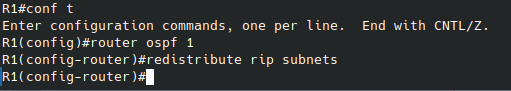 R1#conf t
Enter configuration commands, one per line.  End with CNTL/Z.
R1(config)#router ospf 1
R1(config-router)#redistribute rip subnets
R1(config-router)#